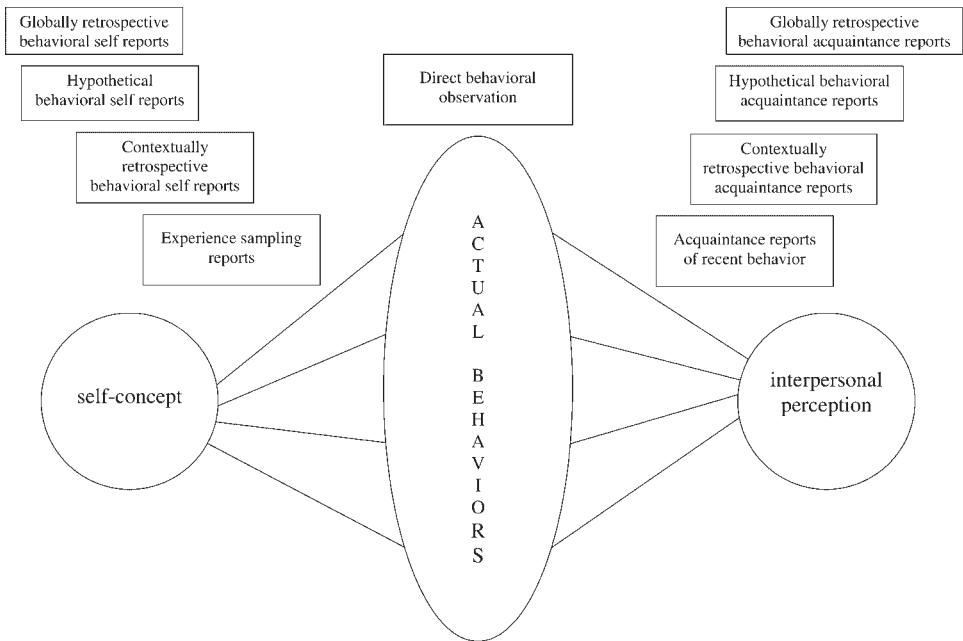 Globally retrospective
behavioral self reports
Hypothetical
behavioral self reports
Contextually
retrospective
behavioral self reports
Experience sampling
reports
Direct behavioral
observation
Globally retrospective
behavioral acquaintance reports
Hypothetical behavioral
acquaintance reports
Contextually
retrospective behavioral
acquaintance reports
Acquaintance reports
of recent behavior
self-concept
A
C
T
U
A
L
B
E
H
A
V
I
O
R
S
interpersonal
perception